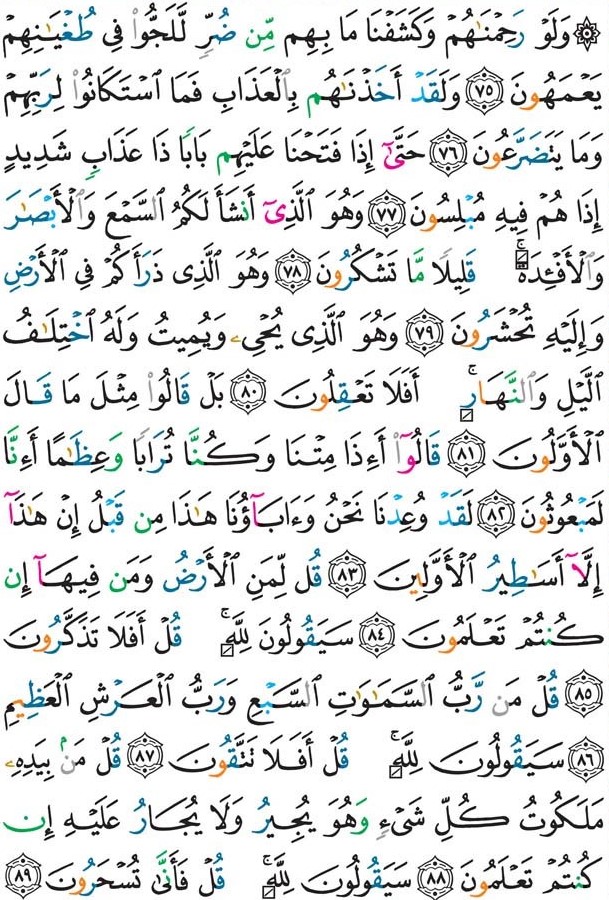 ۞ وَلَوْ رَحِمْنَٰهُمْ وَكَشَفْنَا مَا بِهِم مِّن ضُرٍّ لَّلَجُّوا۟ فِى طُغْيَٰنِهِمْ
يَعْمَهُونَ ﴿٧٥﴾ وَلَقَدْ أَخَذْنَٰهُم بِٱلْعَذَابِ فَمَا ٱسْتَكَانُوا۟ لِرَبِّهِمْ
وَمَا يَتَضَرَّعُونَ ﴿٧٦﴾ حَتَّىٰٓ إِذَا فَتَحْنَا عَلَيْهِم بَابًا ذَا عَذَابٍ شَدِيدٍ
إِذَا هُمْ فِيهِ مُبْلِسُونَ ﴿٧٧﴾ وَهُوَ ٱلَّذِىٓ أَنشَأَ لَكُمُ ٱلسَّمْعَ وَٱلْأَبْصَٰرَ
وَٱلْأَفْـِٔدَةَ ۚ قَلِيلًا مَّا تَشْكُرُونَ ﴿٧٨﴾ وَهُوَ ٱلَّذِى ذَرَأَكُمْ فِى ٱلْأَرْضِ
وَإِلَيْهِ تُحْشَرُونَ ﴿٧٩﴾ وَهُوَ ٱلَّذِى يُحْىِۦ وَيُمِيتُ وَلَهُ ٱخْتِلَٰفُ
ٱلَّيْلِ وَٱلنَّهَارِ ۚ أَفَلَا تَعْقِلُونَ ﴿٨٠﴾ بَلْ قَالُوا۟ مِثْلَ مَا قَالَ
ٱلْأَوَّلُونَ ﴿٨١﴾ قَالُوٓا۟ أَءِذَا مِتْنَا وَكُنَّا تُرَابًا وَعِظَٰمًا أَءِنَّا
لَمَبْعُوثُونَ ﴿٨٢﴾ لَقَدْ وُعِدْنَا نَحْنُ وَءَابَآؤُنَا هَٰذَا مِن قَبْلُ إِنْ هَٰذَآ
إِلَّآ أَسَٰطِيرُ ٱلْأَوَّلِينَ ﴿٨٣﴾ قُل لِّمَنِ ٱلْأَرْضُ وَمَن فِيهَآ إِن
كُنتُمْ تَعْلَمُونَ ﴿٨٤﴾ سَيَقُولُونَ لِلَّهِ ۚ قُلْ أَفَلَا تَذَكَّرُونَ
﴿٨٥﴾ قُلْ مَن رَّبُّ ٱلسَّمَٰوَٰتِ ٱلسَّبْعِ وَرَبُّ ٱلْعَرْشِ ٱلْعَظِيمِ
﴿٨٦﴾ سَيَقُولُونَ لِلَّهِ ۚ قُلْ أَفَلَا تَتَّقُونَ ﴿٨٧﴾ قُلْ مَنۢ بِيَدِهِۦ
مَلَكُوتُ كُلِّ شَىْءٍ وَهُوَ يُجِيرُ وَلَا يُجَارُ عَلَيْهِ إِن
كُنتُمْ تَعْلَمُونَ ﴿٨٨﴾ سَيَقُولُونَ لِلَّهِ ۚ قُلْ فَأَنَّىٰ تُسْحَرُونَ ﴿٨٩﴾